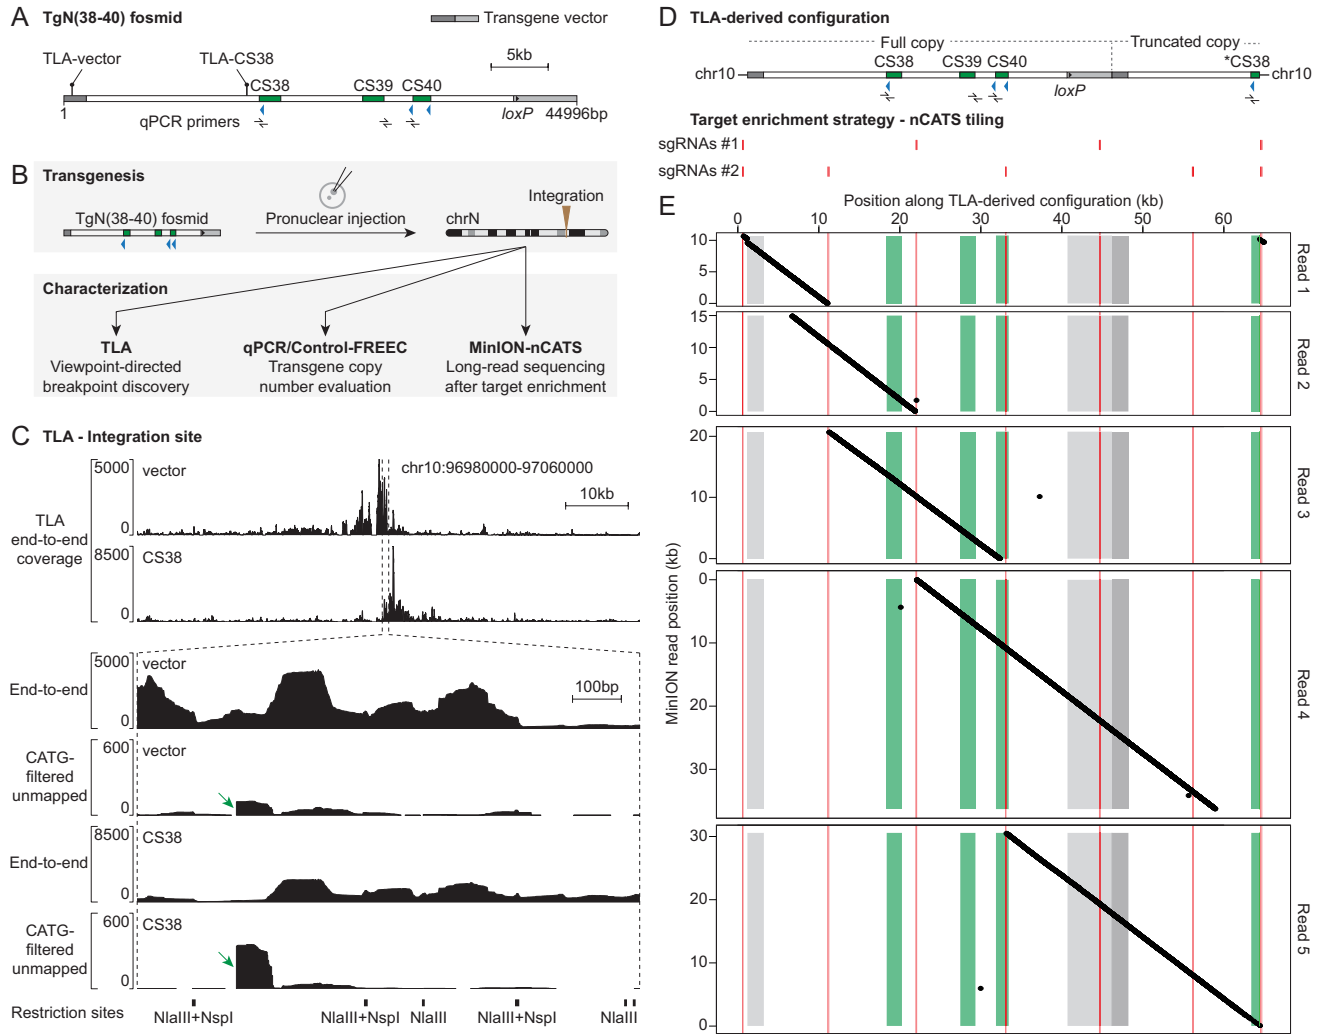 A TgN(38-40) fosmid
Transgene vector
TLA-vector
TLA-CS38
5kb
CS38
CS39
CS40
1
qPCR primers
loxP
44996bp
B
Transgenesis
Integration
TgN(38-40) fosmid
Pronuclear injection
chrN
Characterization
TLA
Viewpoint-directed
breakpoint discovery
qPCR/Control-FREEC
Transgene copy
number evaluation
MinION-nCATS
Long-read sequencing
after target enrichment
C TLA - Integration site
TLA
end-to-end
coverage
5000
0
vector
chr10:96980000-97060000
10kb
8500
0
CS38
End-to-end
5000
0
vector
100bp
CATG-
filtered
unmapped
600
0
vector
End-to-end
8500
0
CS38
CATG-
filtered
unmapped
600
0
CS38
Restriction sites
NlaIII+NspI
NlaIII+NspI
NlaIII
NlaIII+NspI
NlaIII
D TLA-derived configuration
Full copy
Truncated copy
CS38
CS39
CS40
*CS38
chr10
chr10
loxP
Target enrichment strategy - nCATS tiling
sgRNAs #1
sgRNAs #2
E
Position along TLA-derived configuration (kb)
0 10 20 30 40 50 60
MinION read position (kb)
10
5
0
Read 1
15
10
5
0
Read 2
20
10
0
Read 3
0
10
20
30
Read 4
30
20
10
0
Read 5